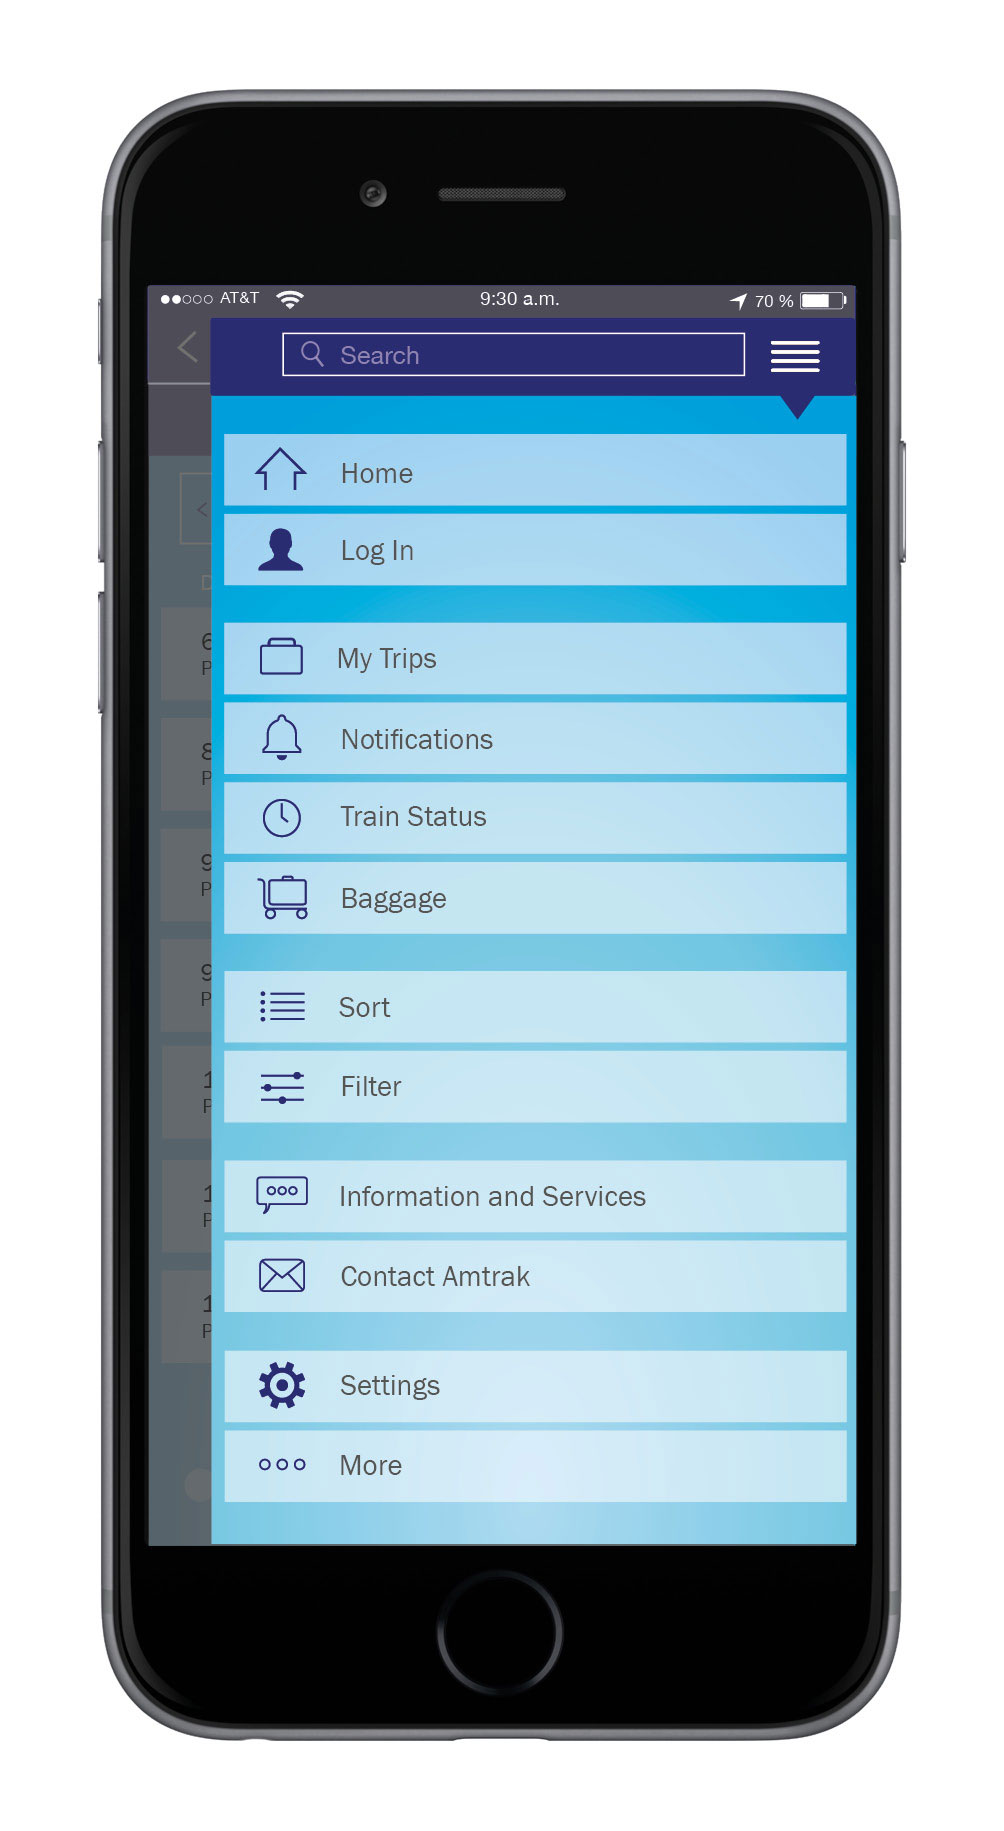 AT&T 9:30 a.m. 70 %
Search
Home
Log In
My Trips
Notifications
Train Status
Baggage
Sort
Filter
Information and Services
Contact Amtrak
Settings
More